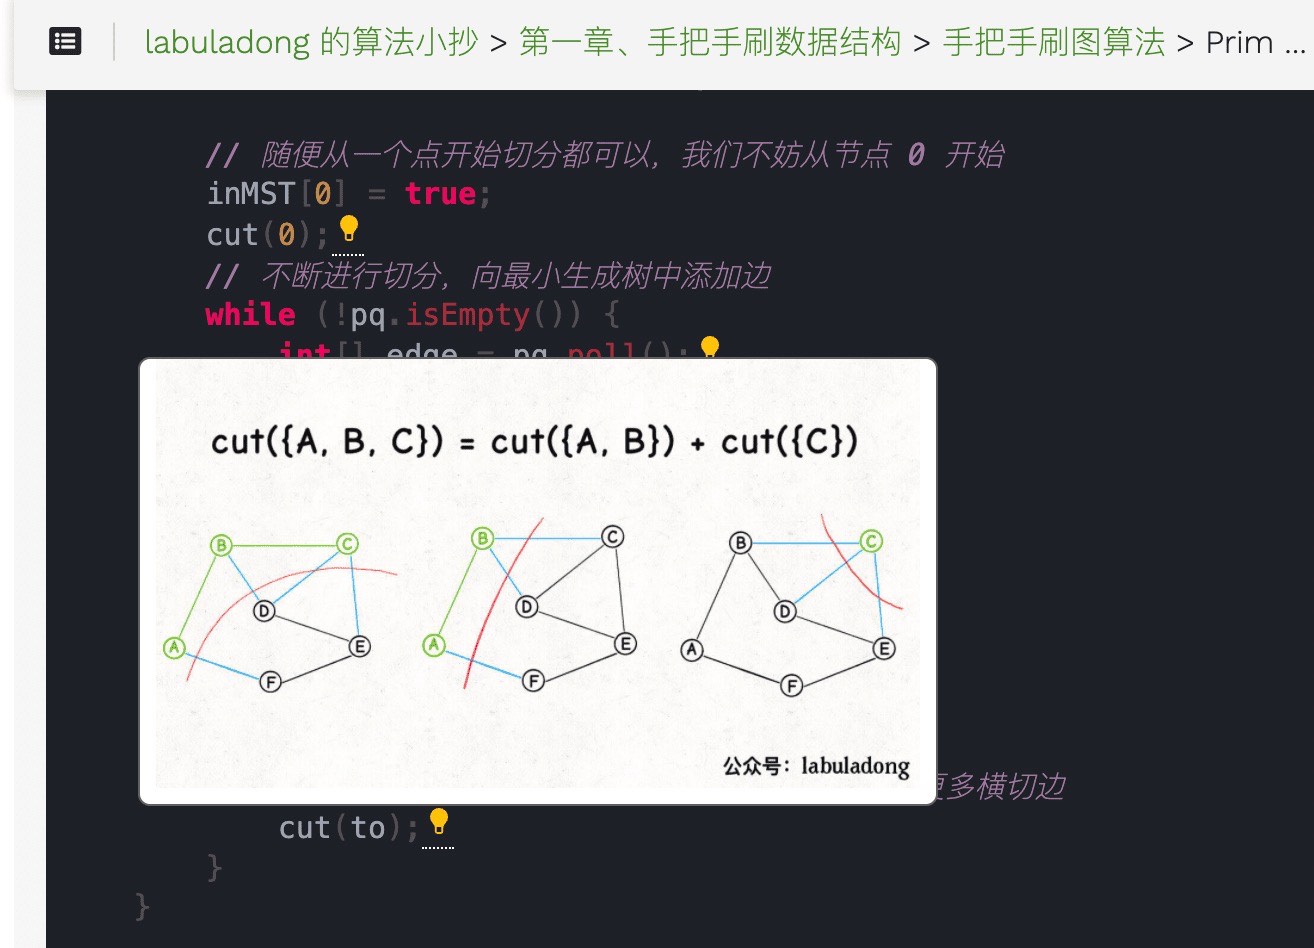 labuladong 的算法小抄 > 第一章、手把手刷数据结构 > 手把手刷图算法 > Prim ...
// 随便从一个点开始切分都可以，我们不妨从节点 0 开始
inMST[0] = true;
cut(0);
// 不断进行切分，向最小生成树中添加边
while (!pq.isEmpty()) {
int[] edge = pq.poll();
cut({A, B, C}) = cut({A, B}) + cut({C})
B C D A E F
B C D A E F
B C D A E F
公众号：labuladong
更多横切边
cut(to);
}
}